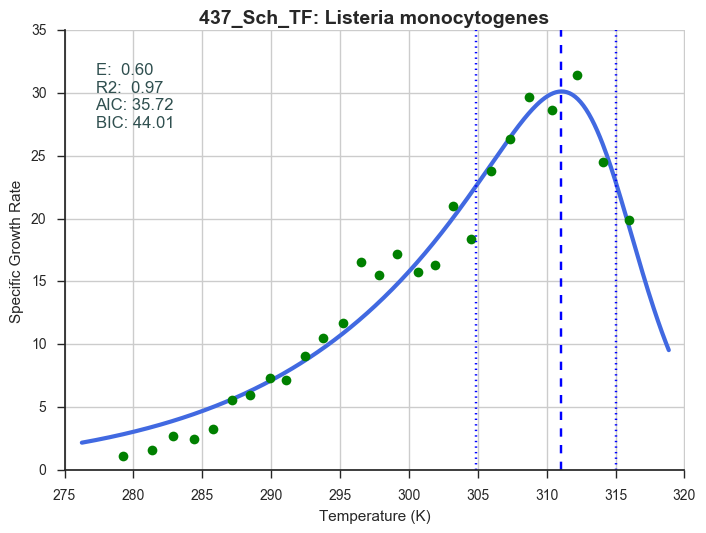 437_Sch_TF: Listeria monocytogenes
35
E: 0.60
R2: 0.97
AIC: 35.72
BIC: 44.01
30
25
20
15
10
5
0
Specific Growth Rate
275 280 285 290 295 300 305 310 315 320
Temperature (K)